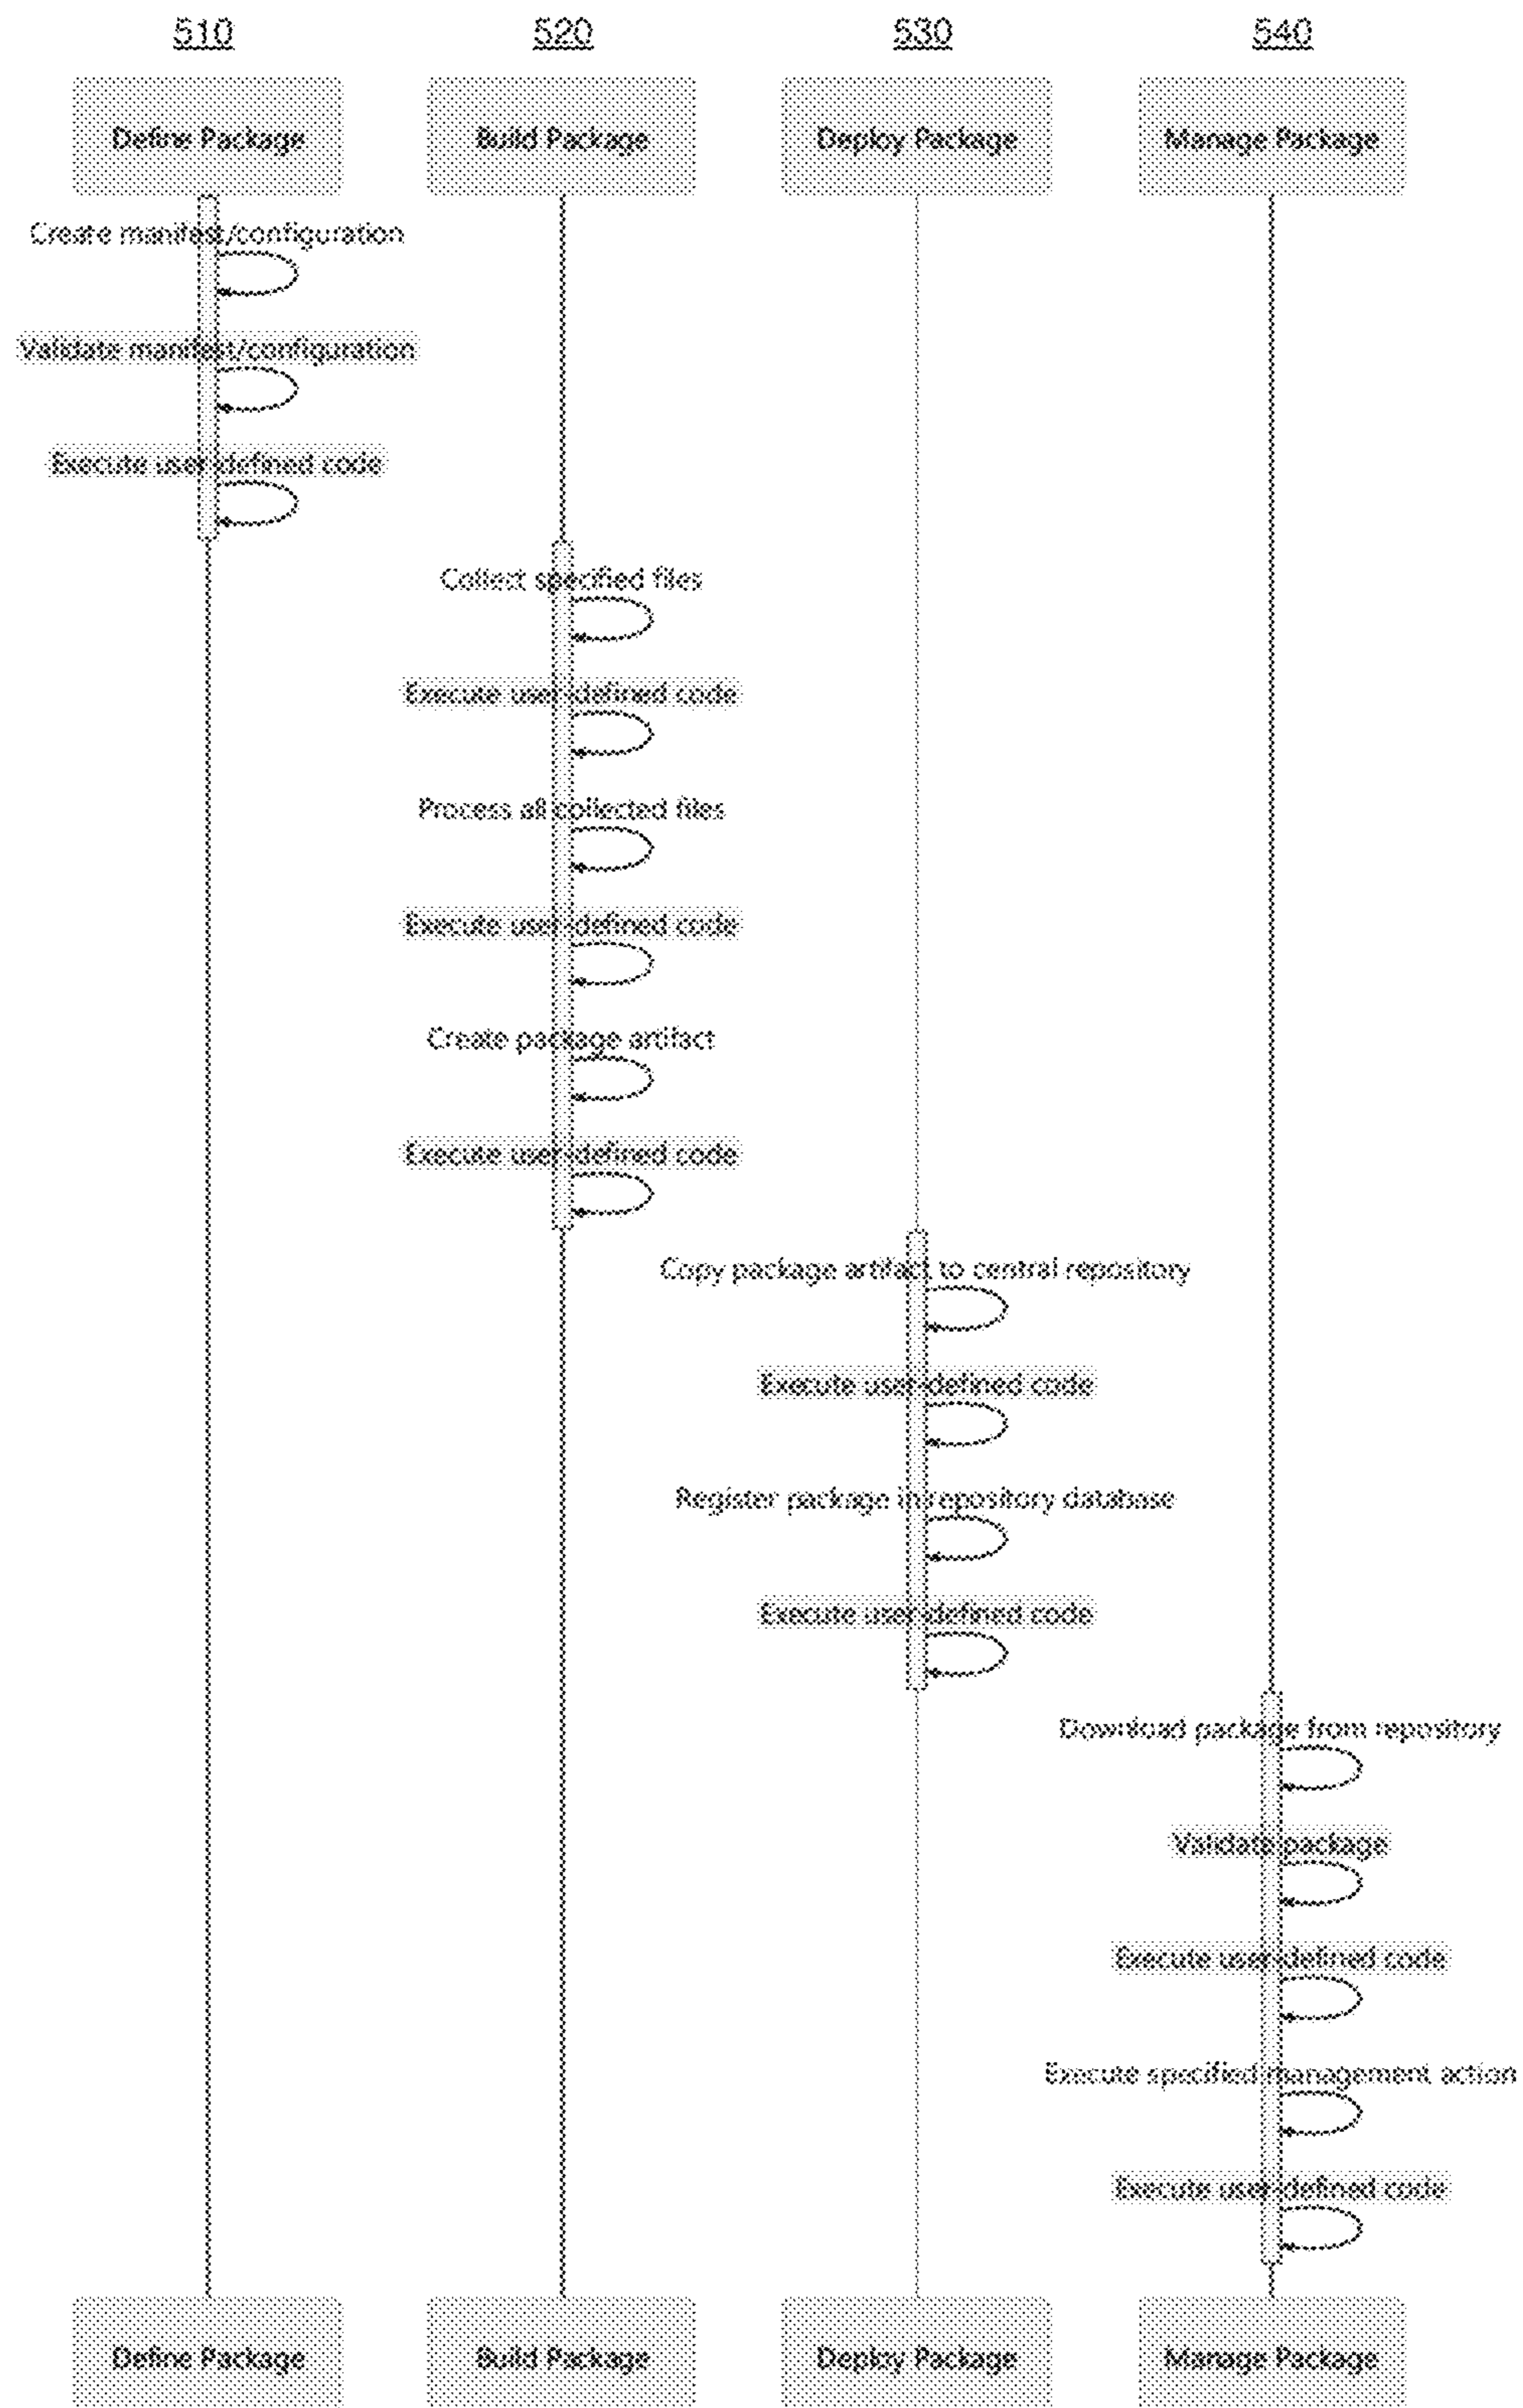 510 520 530 540
Define Package Build Package Deploy Package Manage Package
Create manifest/configuration
Validate manifest/configuration
Execute user-defined code
Collect specified files
Execute user-defined code
Process all collected files
Execute user-defined code
Create package artifact
Execute user-defined code
Copy package artifact to central repository
Execute user-defined code
Register package in repository database
Execute user-defined code
Download package from repository
Validate package
Execute user-defined code
Execute specified management action
Execute user-defined code
Define Package Build Package Deploy Package Manage Package